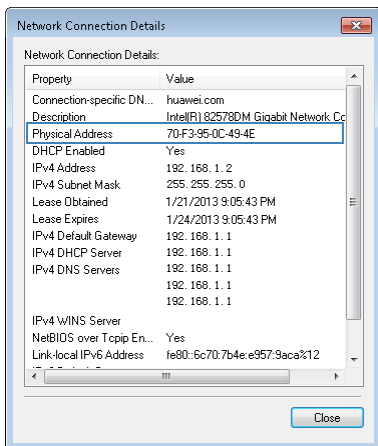 Network Connection Details
Network Connection Details:
Property Value
Connection-specific DN... huawei.com
Description Intel(R) 82578DM Gigabit Network Co
Physical Address 70-F3-95-0C-49-4E
DHCP Enabled Yes
IPv4 Address 192.168.1.2
IPv4 Subnet Mask 255.255.255.0
Lease Obtained 1/21/2013 9:05:43 PM
Lease Expires 1/24/2013 9:05:43 PM
IPv4 Default Gateway 192.168.1.1
IPv4 DHCP Server 192.168.1.1
IPv4 DNS Servers 192.168.1.1
192.168.1.1
192.168.1.1
IPv4 WINS Server
NetBIOS over Tcpip En... Yes
Link-local IPv6 Address fe80::6c70:7b4e:e957:9aca%12
Close